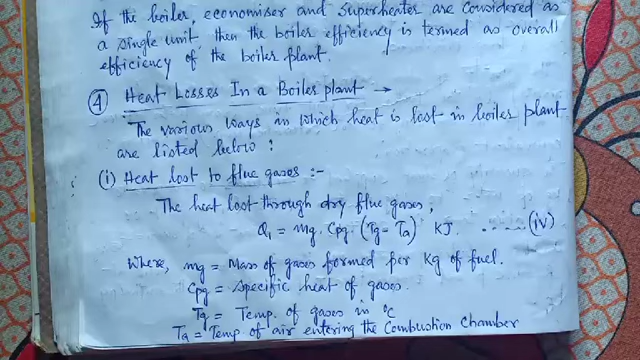 If the boiler, economiser and superheater are considered as
a single unit, then the boiler efficiency is termed as overall
efficiency of the boiler plant.
④ Heat Losses In a Boiler plant →
The various ways in which heat is lost in boiler plant
are listed below :
(i) Heat lost to flue gases :-
The heat lost through dry flue gases,
Q₁ = mg. Cpg. (Tg - Ta) KJ. ...... (iv)
Where, mg = Mass of gases formed per Kg of fuel.
Cpg = specific heat of gases.
Tg = Temp. of gases in °C
Ta = Temp of air entering the Combustion Chamber